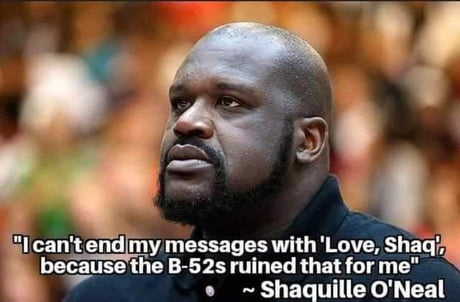 "I can't end my messages with 'Love, Shaq',
because the B-52s ruined that for me"
~ Shaquille O'Neal